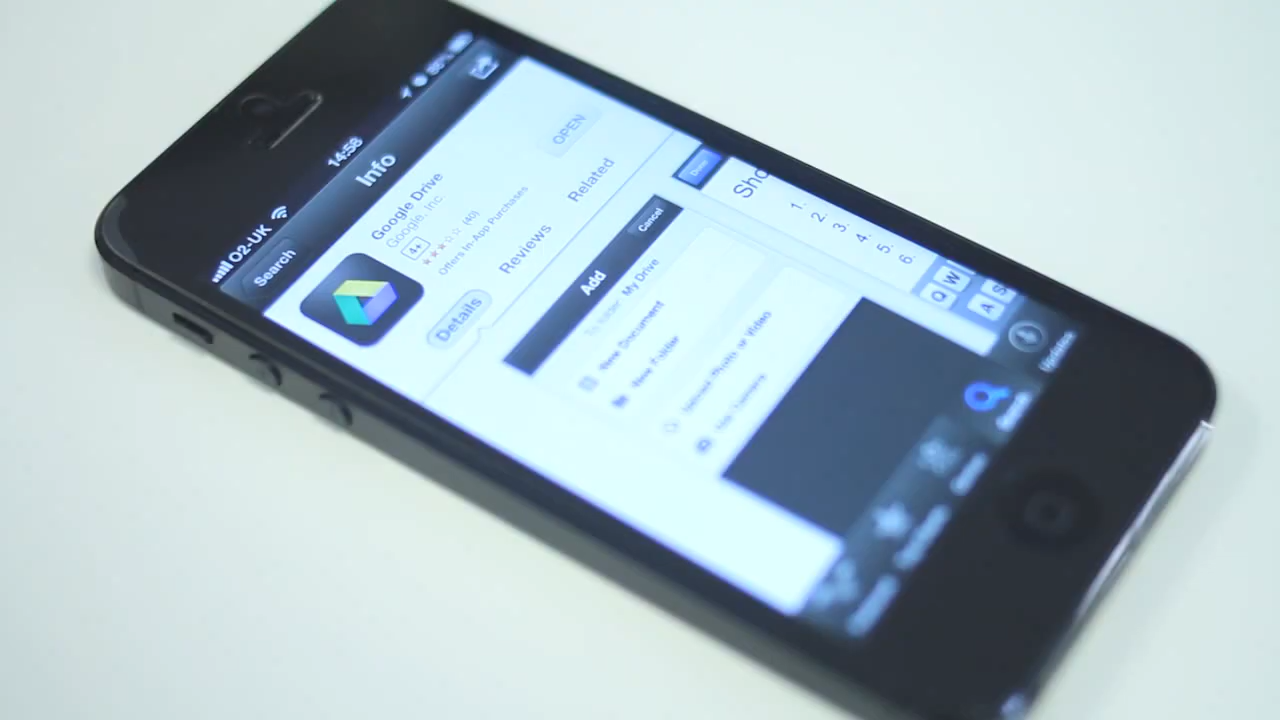 O2-UK 14:58
Search Info
Google Drive
Google, Inc.
4+
(40)
Offers In-App Purchases
OPEN
Details Reviews Related
Add Cancel
My Drive
New Document
New Folder
Upload Photo or Video
Done
Sho
1.
2.
3.
4.
5.
6.
Q W
A S
Updates